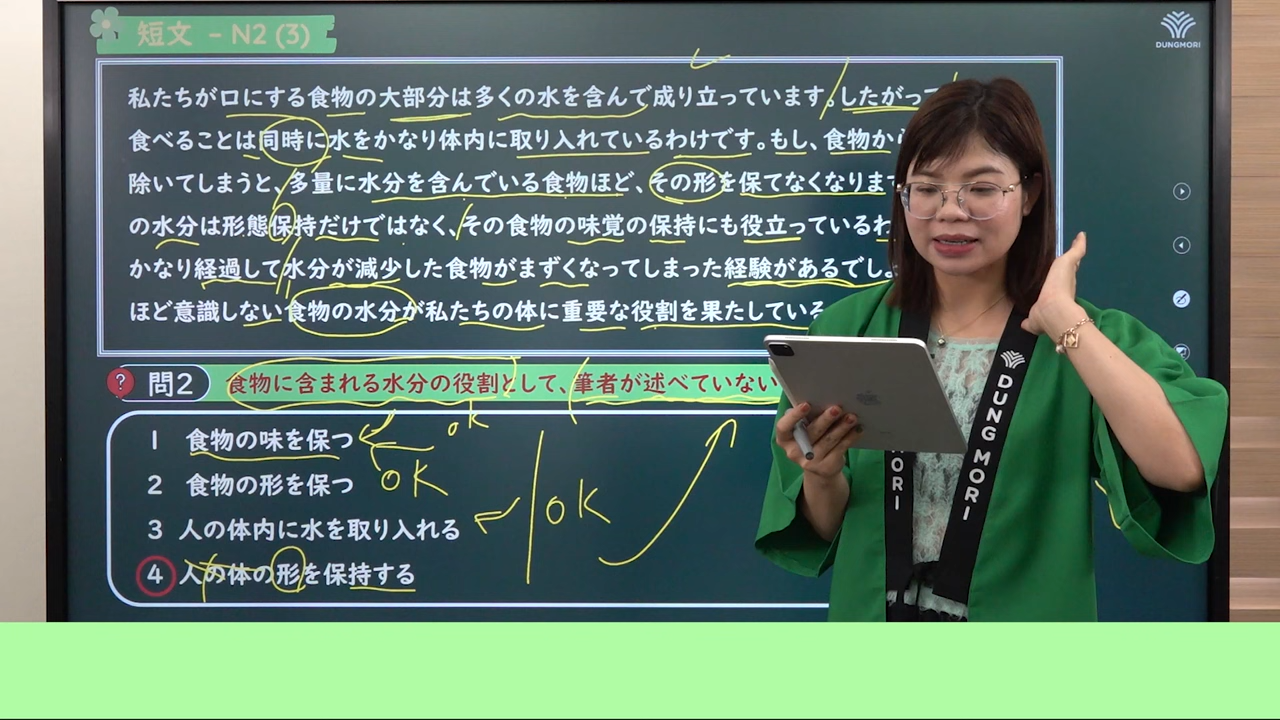 短文 - N2 (3)
DUNGMORI
私たちが口にする食物の大部分は多くの水を含んで成り立っています。したがって
食べることは同時に水をかなり体内に取り入れているわけです。もし、食物から
除いてしまうと、多量に水分を含んでいる食物ほど、その形を保てなくなりま
の水分は形態保持だけではなく、その食物の味覚の保持にも役立っているわ
かなり経過して水分が減少した食物がまずくなってしまった経験があるでしょ
ほど意識しない食物の水分が私たちの体に重要な役割を果たしている
? 問2 食物に含まれる水分の役割として、筆者が述べていない
1 食物の味を保つ
ok
2 食物の形を保つ
OK
3 人の体内に水を取り入れる
OK
4 人の体の形を保持する
DUNGMORI
ORI